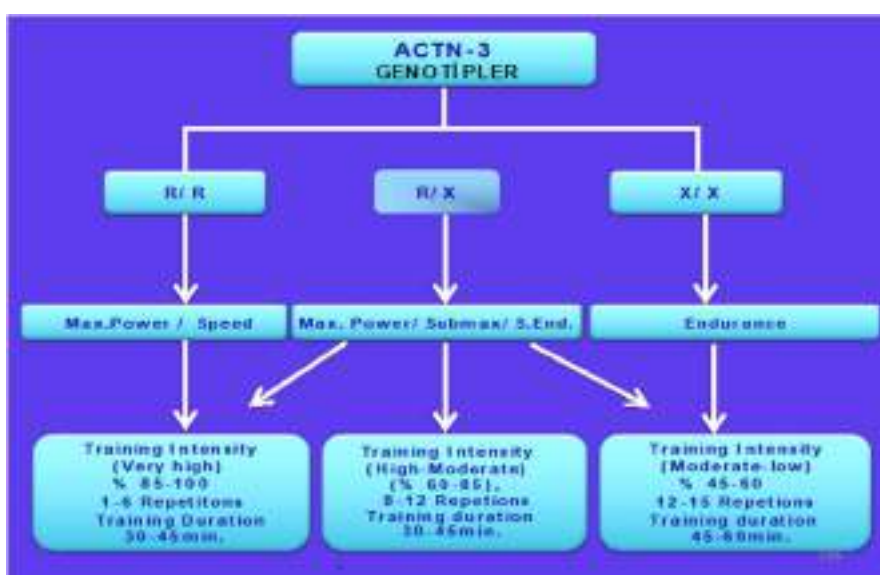 ACTN-3
GENOTİPLER
R/ R
R/ X
X/ X
Max.Power / Speed
Max. Power/ Submax/ S.End.
Endurance
Training Intensity
(Very high)
% 85-100
1-6 Repetitons
Training Duration
30-45min.
Training Intensity
(High-Moderate)
(% 60-85),
8-12 Repetions
Training duration
30-45min.
Training Intensity
(Moderate-low)
% 45-60
12-15 Repetions
Training duration
45-60min.